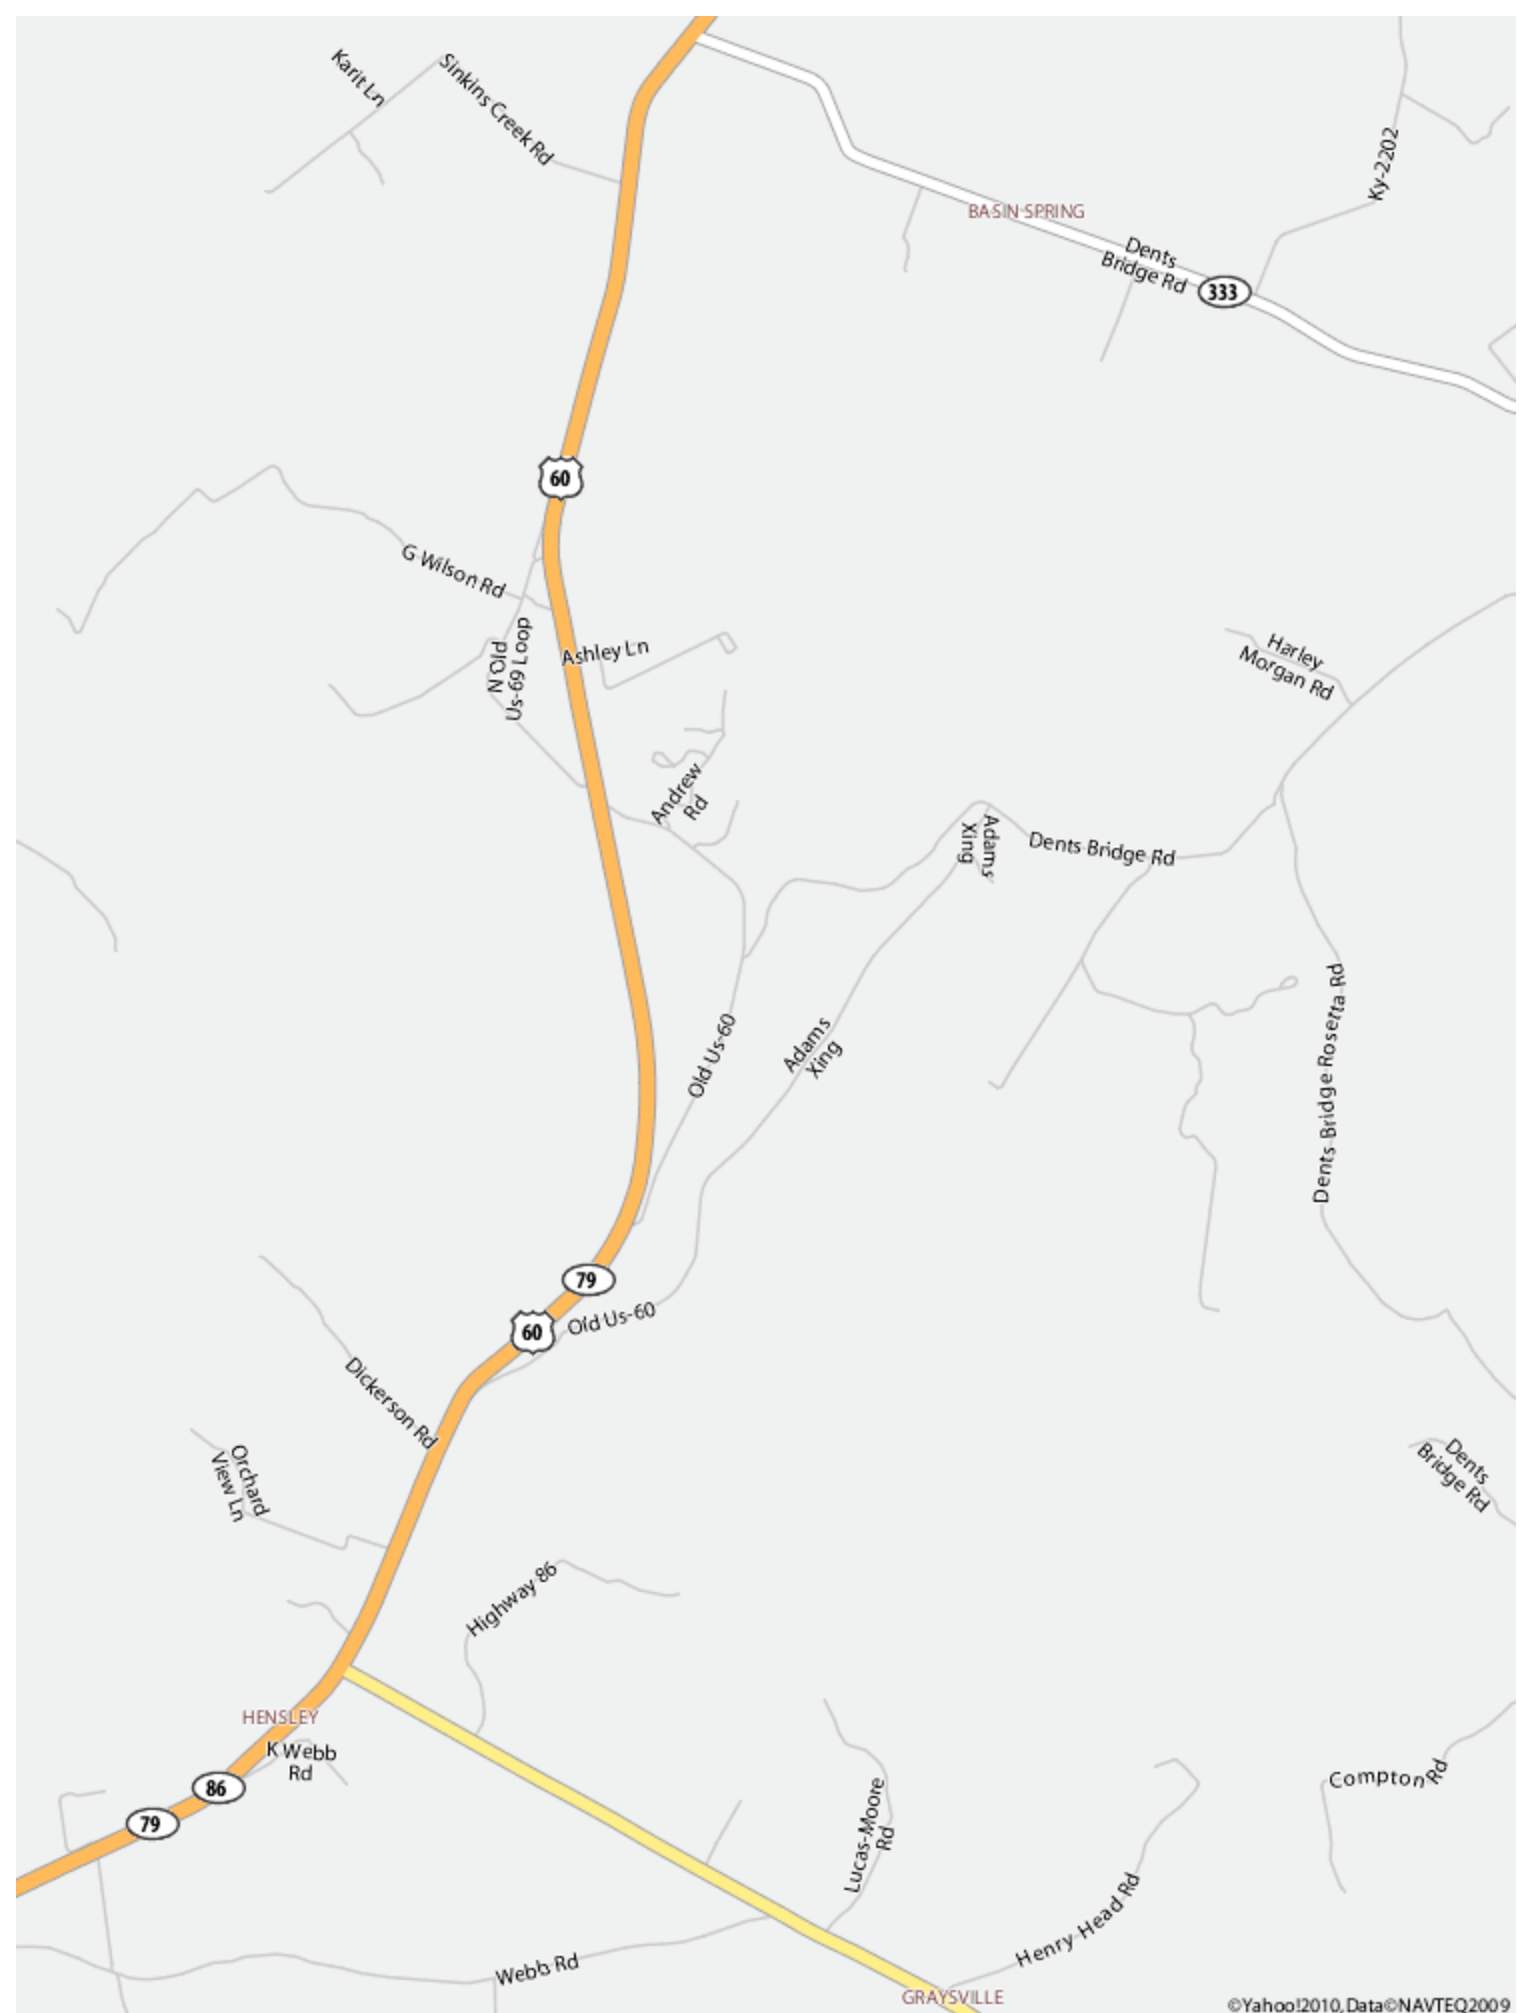 Karit Ln
Sinkins Creek Rd
Ky-2202
BASIN SPRING
Dents
Bridge Rd
333
60
G Wilson Rd
Old N
Us-69 Loop
Ashley Ln
Harley
Morgan Rd
Andrew
Rd
Adams
Xing
Dents Bridge Rd
Dents Bridge Rosetta Rd
Old Us-60
Adams
Xing
79
60
Old Us-60
Dickerson Rd
Orchard
View Ln
Dents
Bridge Rd
Highway 86
HENSLEY
K Webb
Rd
86
79
Lucas-Moore
Rd
Compton Rd
Henry Head Rd
Webb Rd
GRAYSVILLE
©Yahoo!2010,Data©NAVTEQ2009